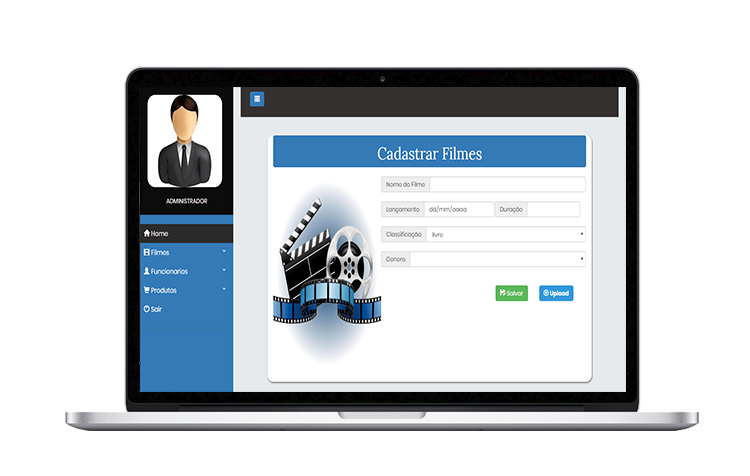 ADMINISTRADOR
Home
Filmes
Funcionarios
Produtos
Sair
Cadastrar Filmes
Nome do Filme
Lançamento dd/mm/aaaa Duração
Classificação livro
Genero
Salvar Upload